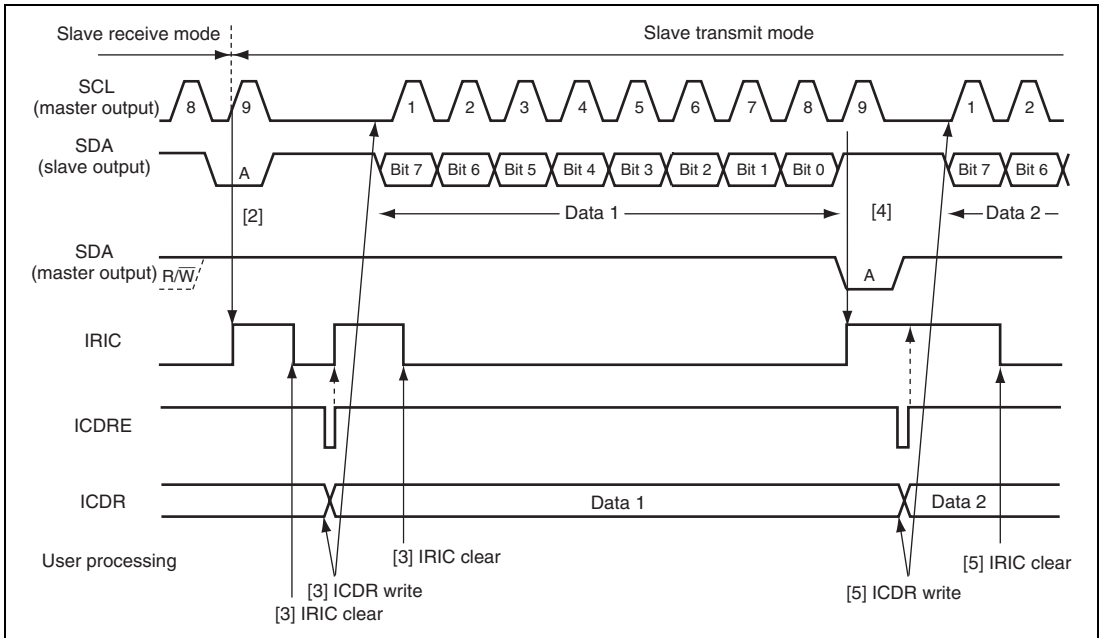 Slave receive mode
Slave transmit mode
SCL
(master output)
8 9 1 2 3 4 5 6 7 8 9 1 2
SDA
(slave output)
A Bit 7 Bit 6 Bit 5 Bit 4 Bit 3 Bit 2 Bit 1 Bit 0 Bit 7 Bit 6
[2] Data 1 [4] Data 2
SDA
(master output)
R/W̅
A
IRIC
ICDRE
ICDR
Data 1 Data 2
User processing
[3] IRIC clear
[5] IRIC clear
[3] ICDR write
[5] ICDR write
[3] IRIC clear